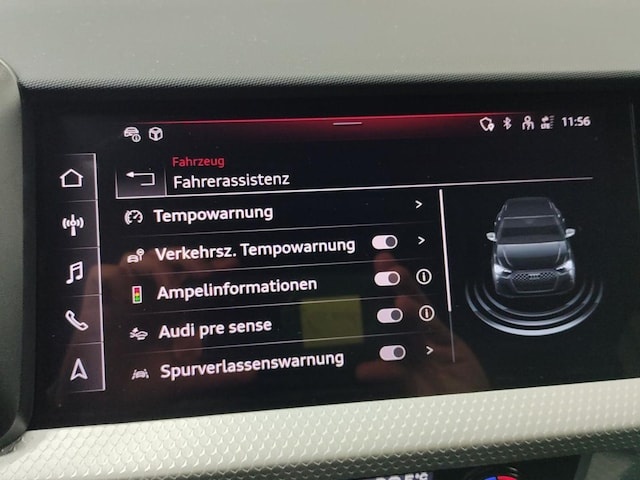 11:56
Fahrzeug
Fahrerassistenz
Tempowarnung
Verkehrsz. Tempowarnung
Ampelinformationen
Audi pre sense
Spurverlassenswarnung